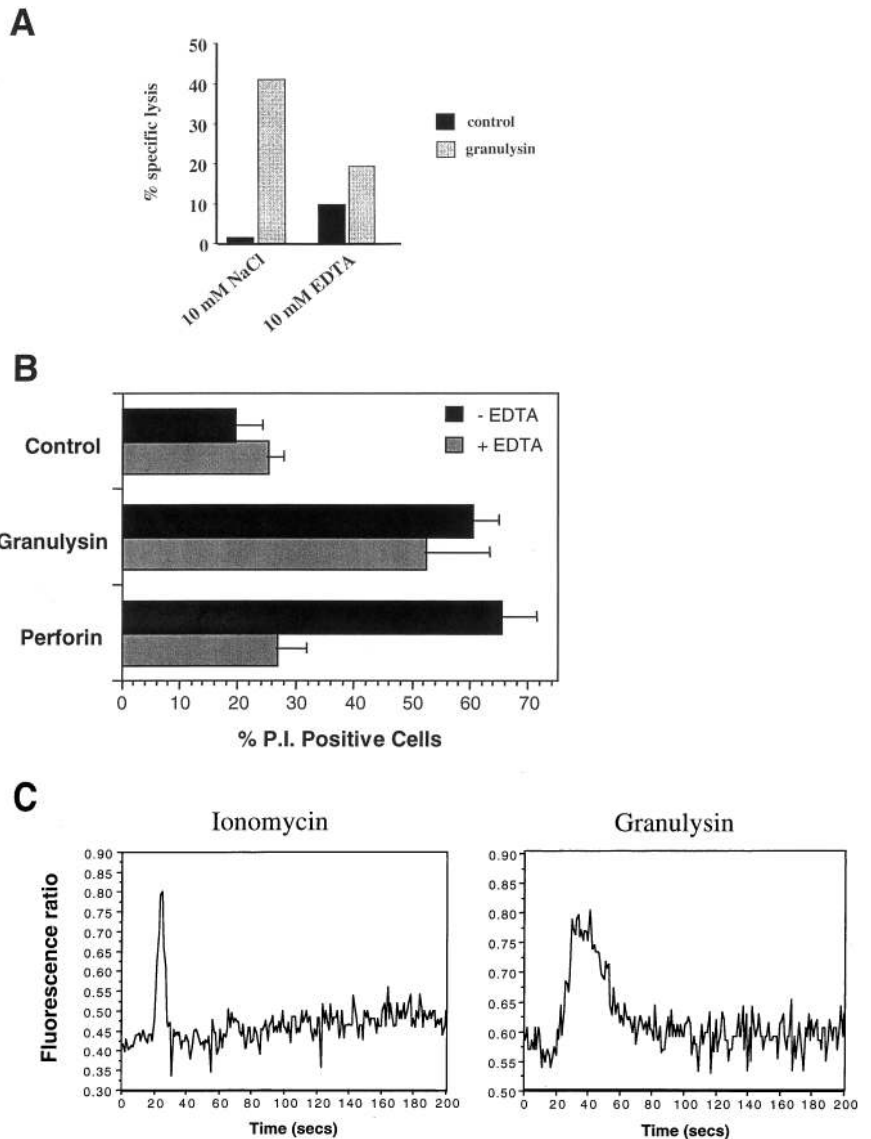 A
50
40
30
20
10
0
% specific lysis
control
granulysin
10 mM NaCl
10 mM EDTA
B
- EDTA
+ EDTA
Control
Granulysin
Perforin
0 10 20 30 40 50 60 70
% P.I. Positive Cells
C
Ionomycin
Fluorescence ratio
0.90
0.85
0.80
0.75
0.70
0.65
0.60
0.55
0.50
0.45
0.40
0.35
0.30
0 20 40 60 80 100 120 140 160 180 200
Time (secs)
Granulysin
0.90
0.85
0.80
0.75
0.70
0.65
0.60
0.55
0.50
0 20 40 60 80 100 120 140 160 180 200
Time (secs)